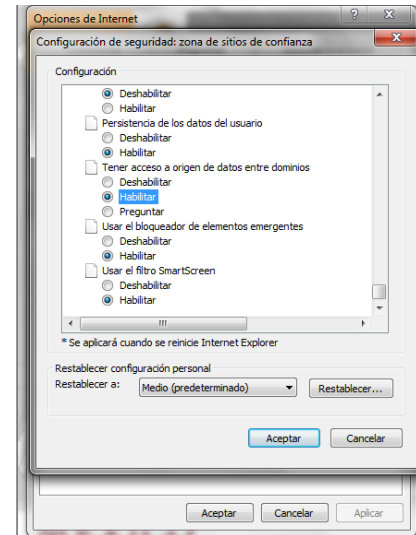 Opciones de Internet
Configuración de seguridad: zona de sitios de confianza
Configuración
Deshabilitar
Habilitar
Persistencia de los datos del usuario
Deshabilitar
Habilitar
Tener acceso a origen de datos entre dominios
Deshabilitar
Habilitar
Preguntar
Usar el bloqueador de elementos emergentes
Deshabilitar
Habilitar
Usar el filtro SmartScreen
Deshabilitar
Habilitar
* Se aplicará cuando se reinicie Internet Explorer
Restablecer configuración personal
Restablecer a: Medio (predeterminado) Restablecer...
Aceptar Cancelar
Aceptar Cancelar Aplicar